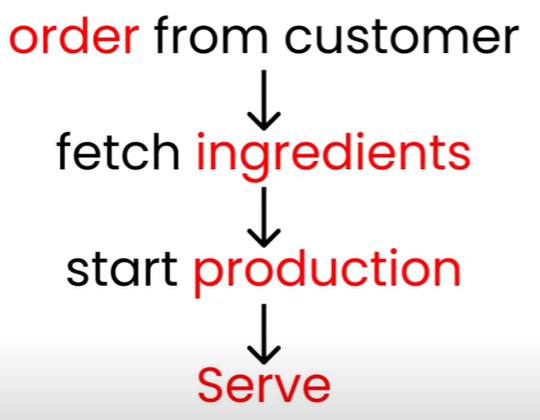 order from customer
fetch ingredients
start production
Serve